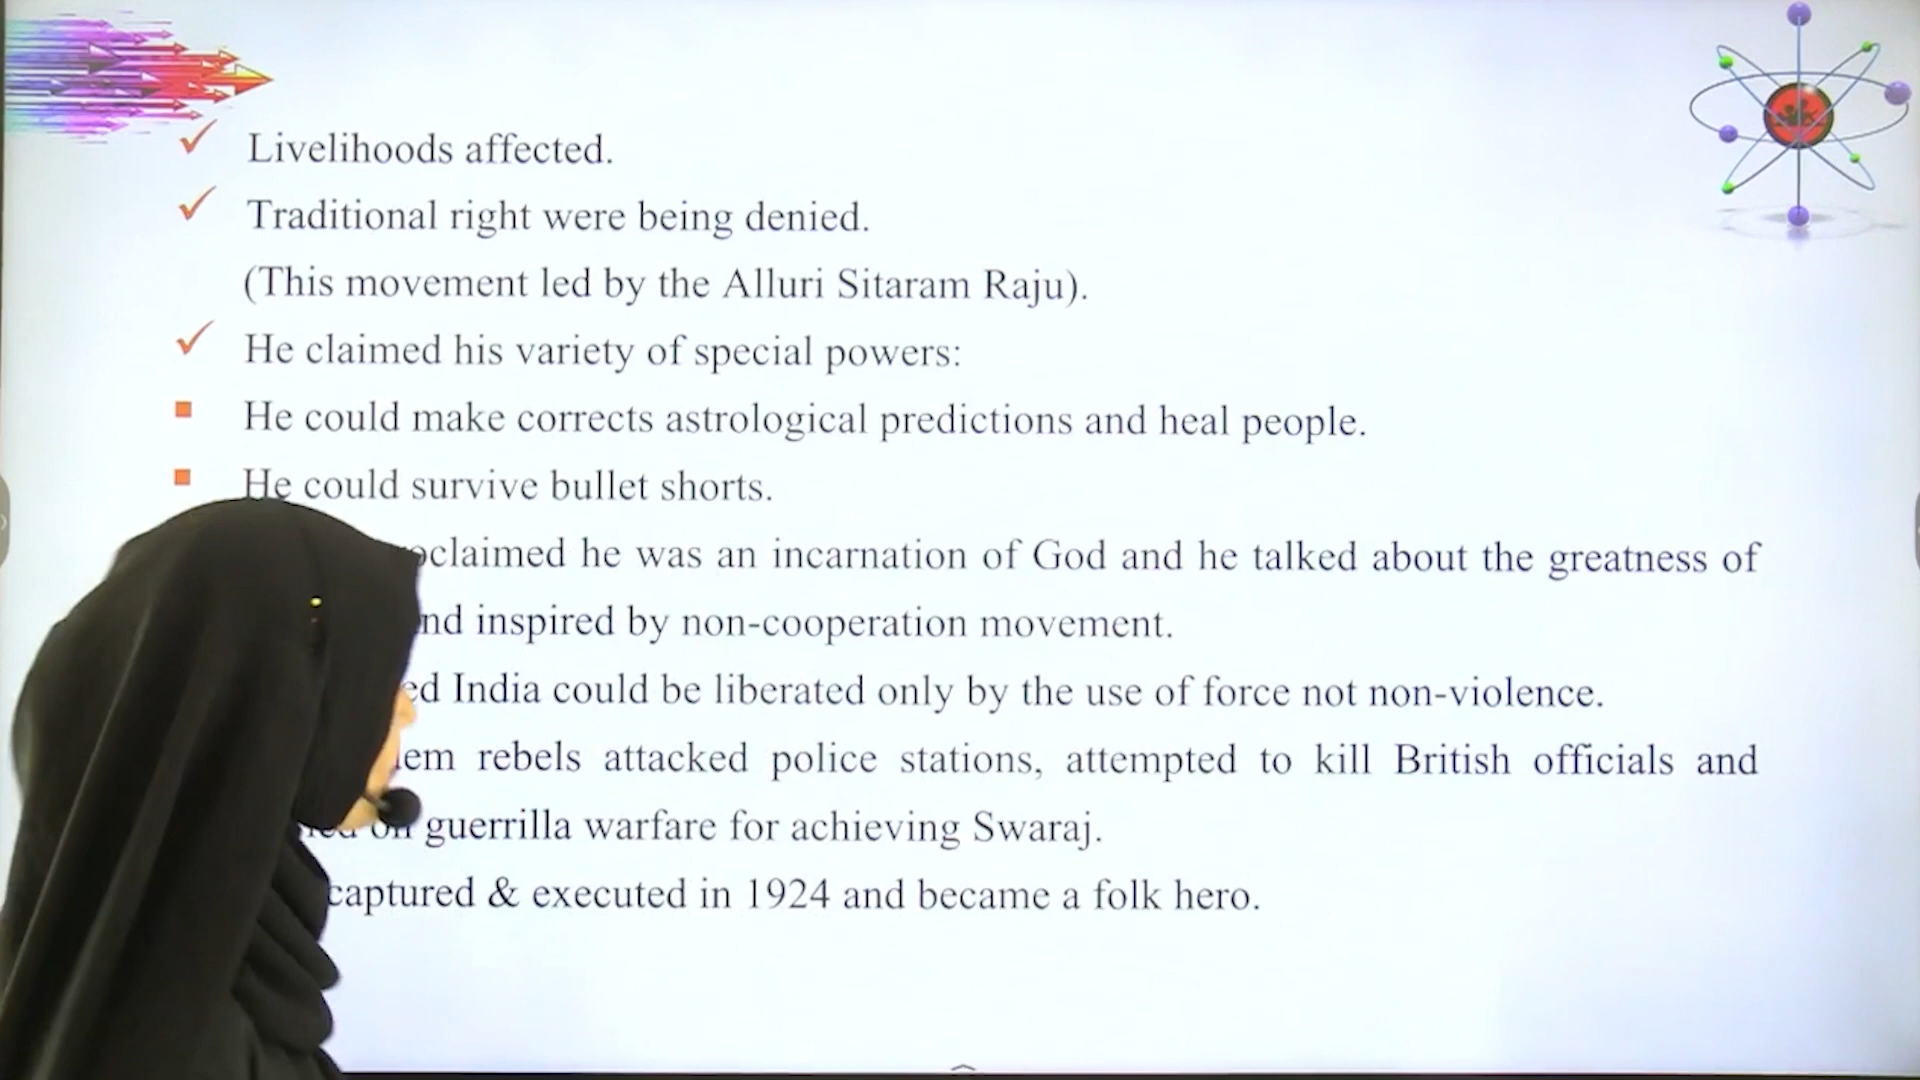 Livelihoods affected.
Traditional right were being denied.
(This movement led by the Alluri Sitaram Raju).
He claimed his variety of special powers:
He could make corrects astrological predictions and heal people.
He could survive bullet shorts.
he was an incarnation of God and he talked about the greatness of
inspired by non-cooperation movement.
India could be liberated only by the use of force not non-violence.
rebels attacked police stations, attempted to kill British officials and
on guerrilla warfare for achieving Swaraj.
captured & executed in 1924 and became a folk hero.